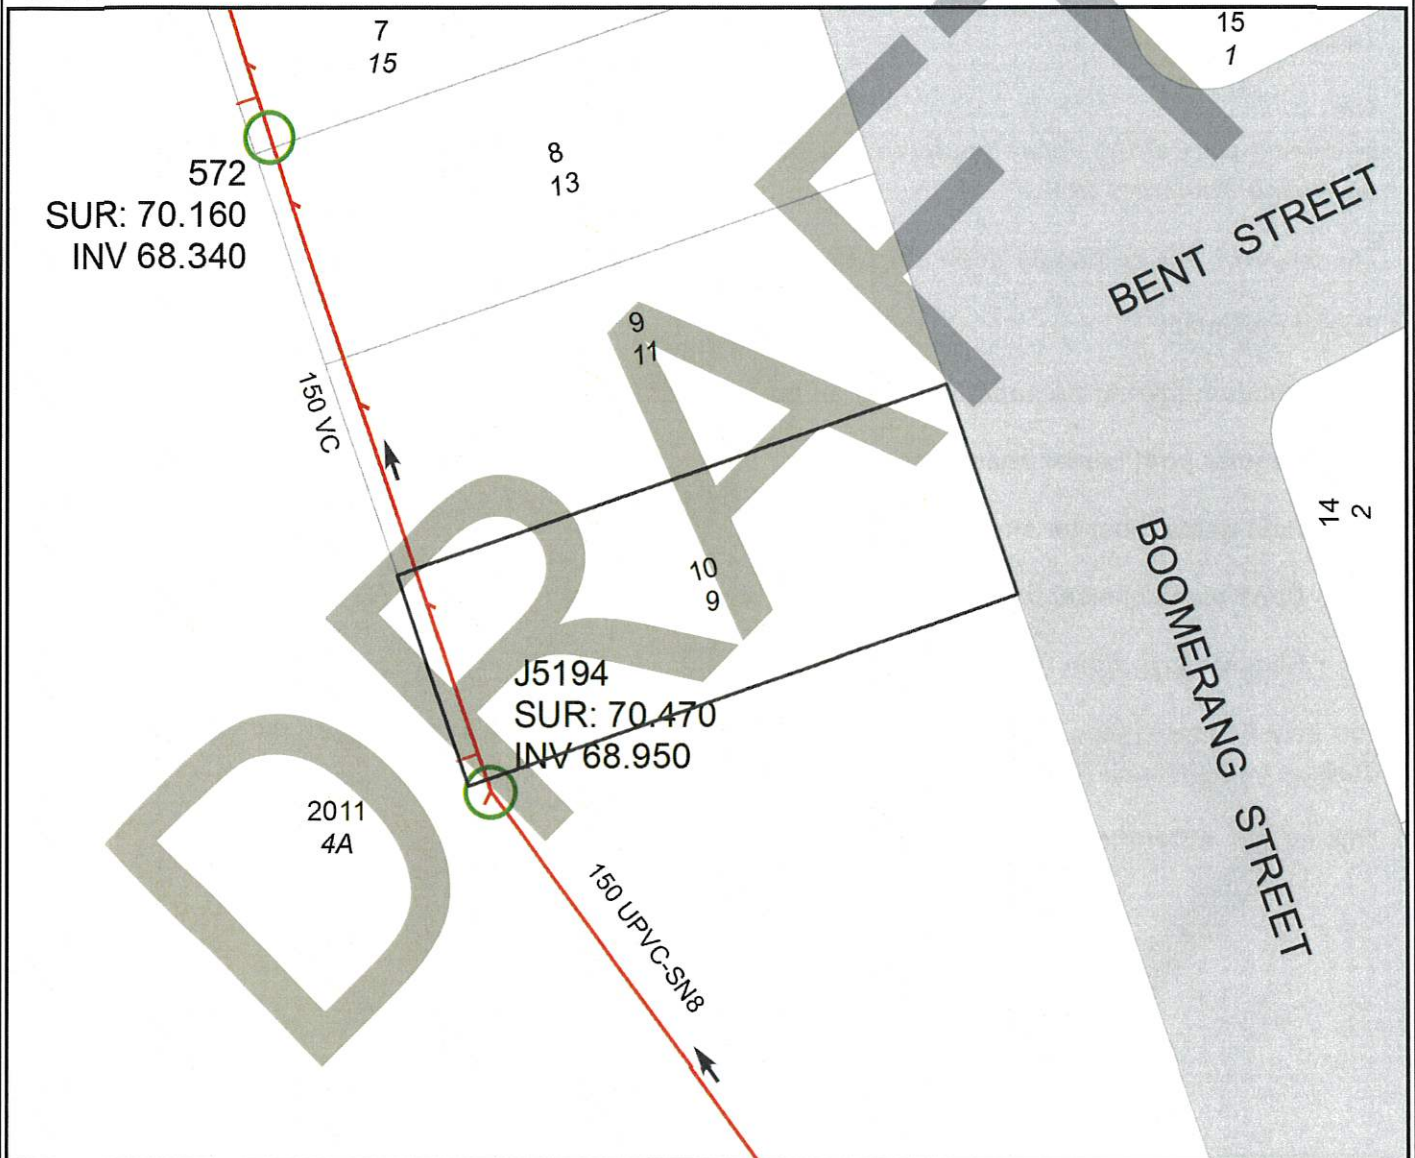 7
15
15
1
8
13
572
SUR: 70.160
INV 68.340
BENT STREET
9
11
150 VC
14
2
10
9
BOOMERANG STREET
J5194
SUR: 70.470
INV 68.950
2011
4A
150 UPVC-SN8
DRAFT